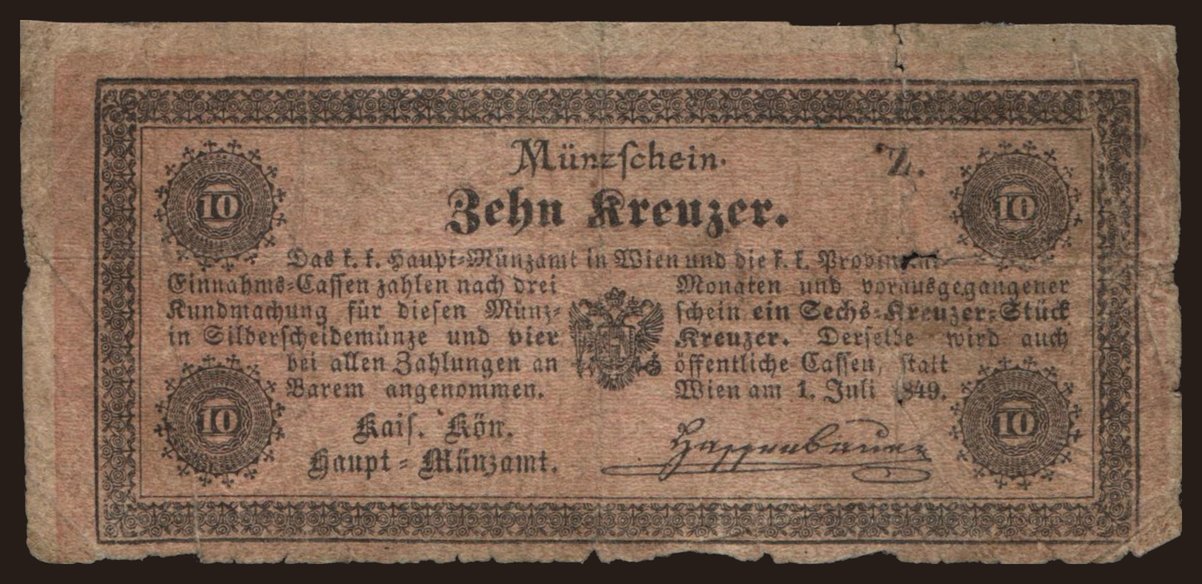 Münzschein.
Z.
Zehn Kreuzer.
10
10
Das k. k. Haupt-Münzamt in Wien und die k. k.
Einnahms-Cassen zahlen nach drei Monaten und vorausgegangener
Kundmachung für diesen Münz- schein ein Sechs-Kreuzer-Stück
in Silberscheidemünze und vier Kreuzer. Derselbe wird auch
bei allen Zahlungen an öffentliche Cassen, statt
Barem angenommen. Wien am 1. Juli 1849.
10
10
Kais. Kön.
Haupt-Münzamt.